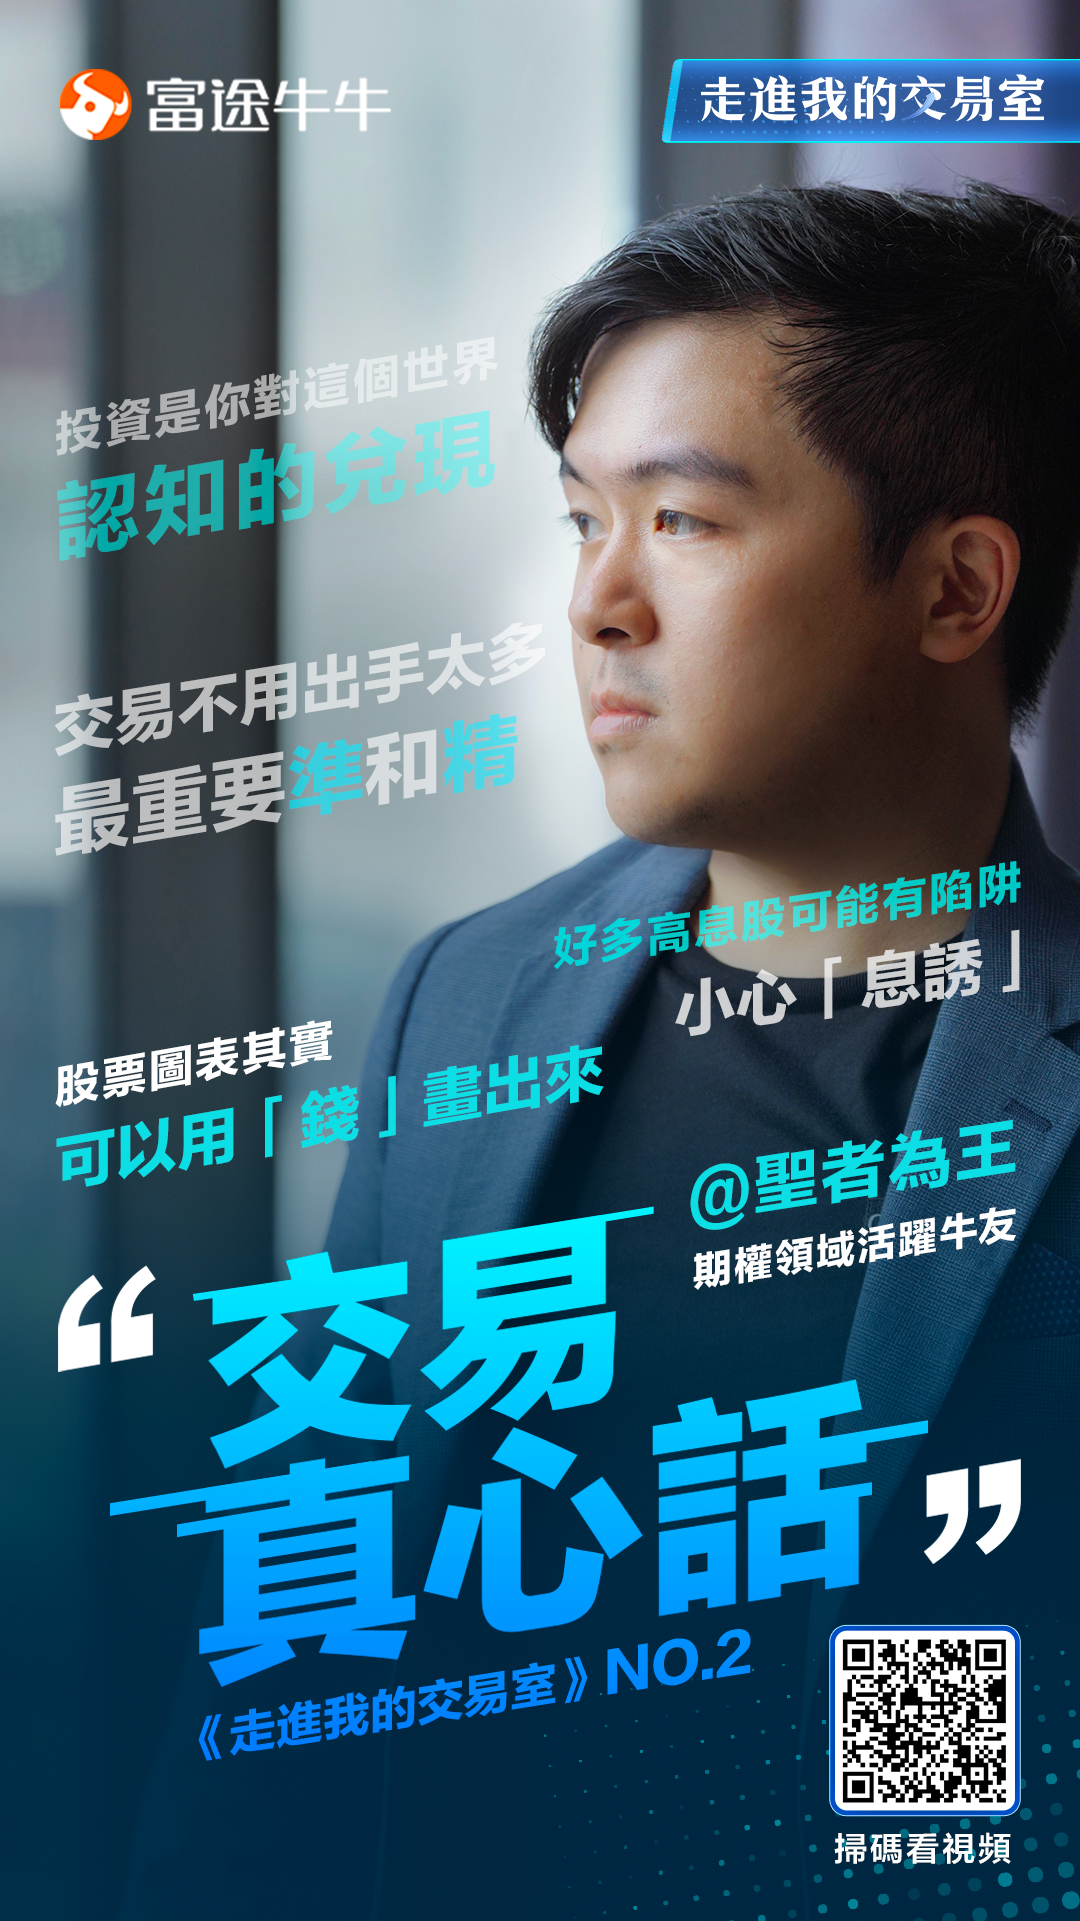 富途牛牛
走進我的交易室
投資是你對這個世界
認知的兌現
交易不用出手太多
最重要準和精
好多高息股可能有陷阱
小心「息誘」
股票圖表其實
可以用「錢」畫出來
@聖者為王
期權領域活躍牛友
“交易
真心話”
《走進我的交易室》NO.2
掃碼看視頻